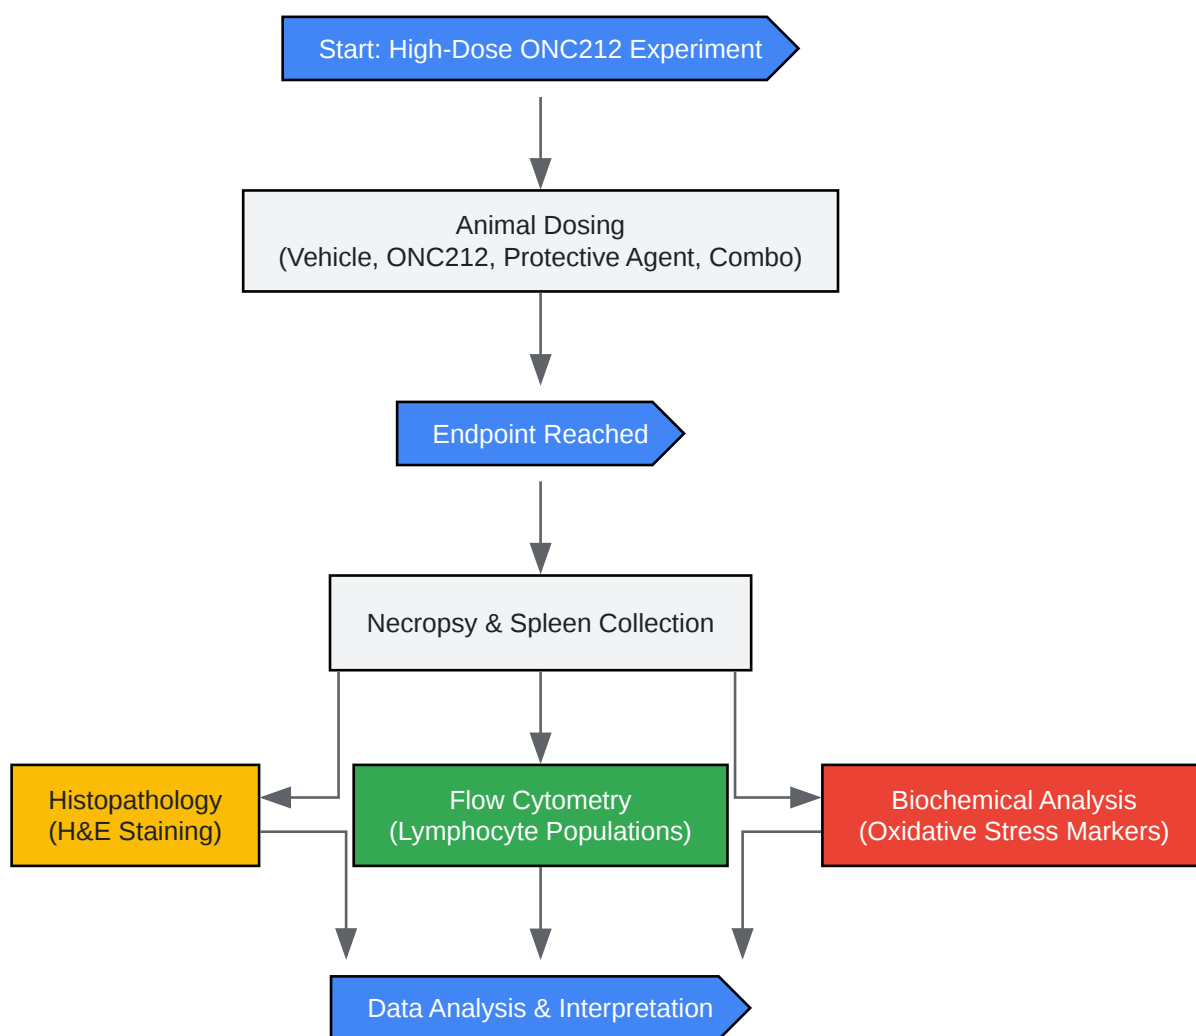 Start: High-Dose ONC212 Experiment
Animal Dosing
(Vehicle, ONC212, Protective Agent, Combo)
Endpoint Reached
Necropsy & Spleen Collection
Histopathology
(H&E Staining)
Flow Cytometry
(Lymphocyte Populations)
Biochemical Analysis
(Oxidative Stress Markers)
Data Analysis & Interpretation